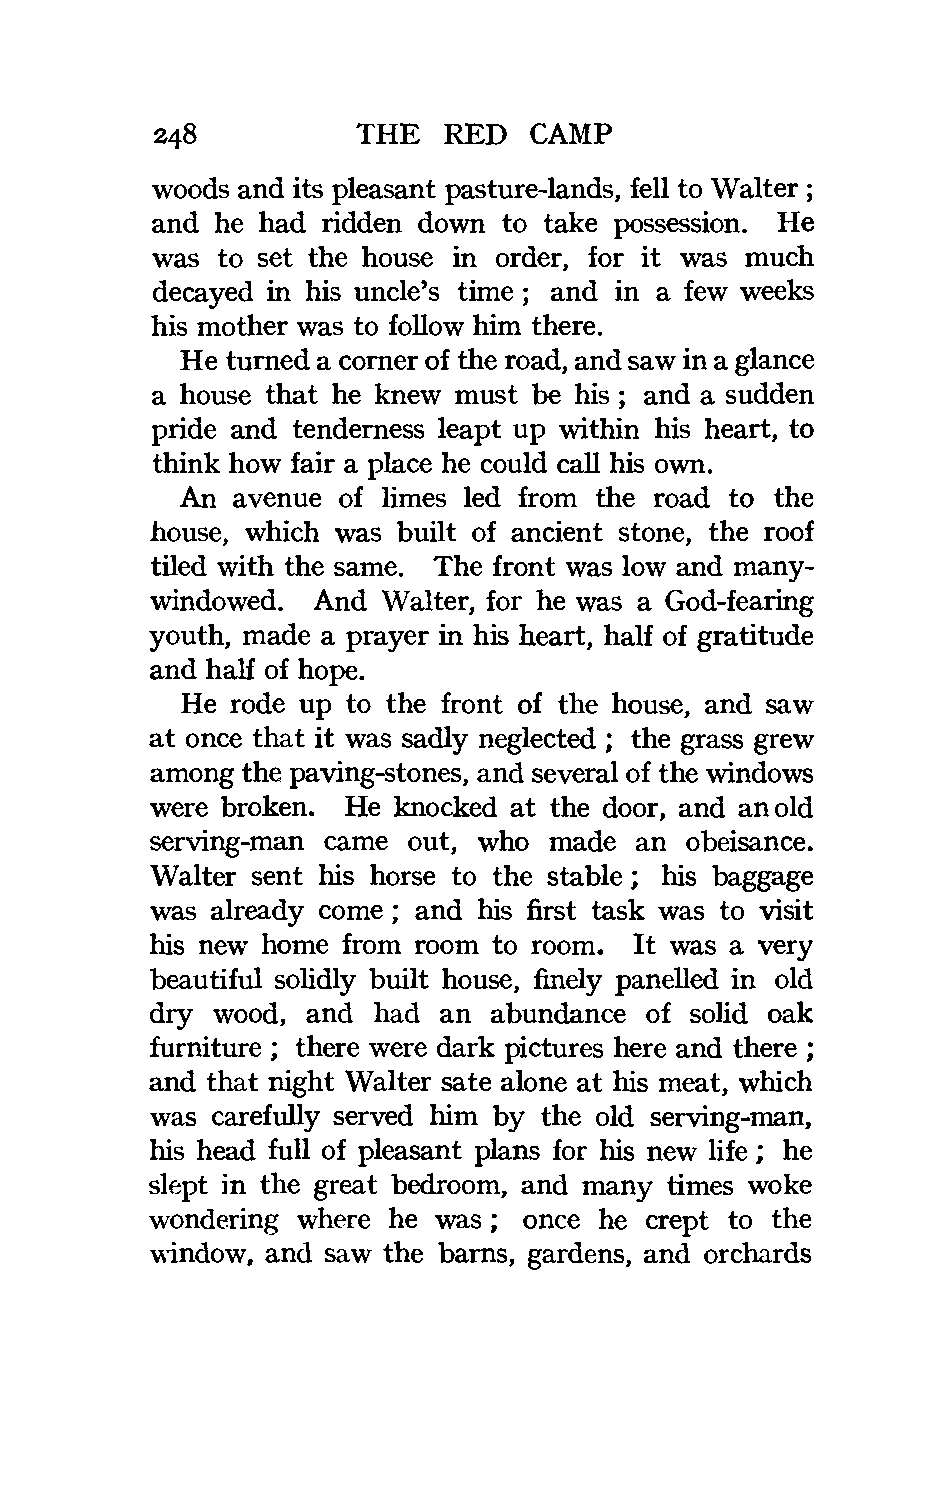 248 THE RED CAMP
woods and its pleasant pasture-lands, fell to Walter ;
and he had ridden down to take possession. He
was to set the house in order, for it was much
decayed in his uncle's time ; and in a few weeks
his mother was to follow him there.
He turned a corner of the road, and saw in a glance
a house that he knew must be his ; and a sudden
pride and tenderness leapt up within his heart, to
think how fair a place he could call his own.
An avenue of limes led from the road to the
house, which was built of ancient stone, the roof
tiled with the same. The front was low and many-
windowed. And Walter, for he was a God-fearing
youth, made a prayer in his heart, half of gratitude
and half of hope.
He rode up to the front of the house, and saw
at once that it was sadly neglected ; the grass grew
among the paving-stones, and several of the windows
were broken. He knocked at the door, and an old
serving-man came out, who made an obeisance.
Walter sent his horse to the stable ; his baggage
was already come ; and his first task was to visit
his new home from room to room. It was a very
beautiful solidly built house, finely panelled in old
dry wood, and had an abundance of solid oak
furniture ; there were dark pictures here and there ;
and that night Walter sate alone at his meat, which
was carefully served him by the old serving-man,
his head full of pleasant plans for his new life ; he
slept in the great bedroom, and many times woke
wondering where he was ; once he crept to the
window, and saw the barns, gardens, and orchards